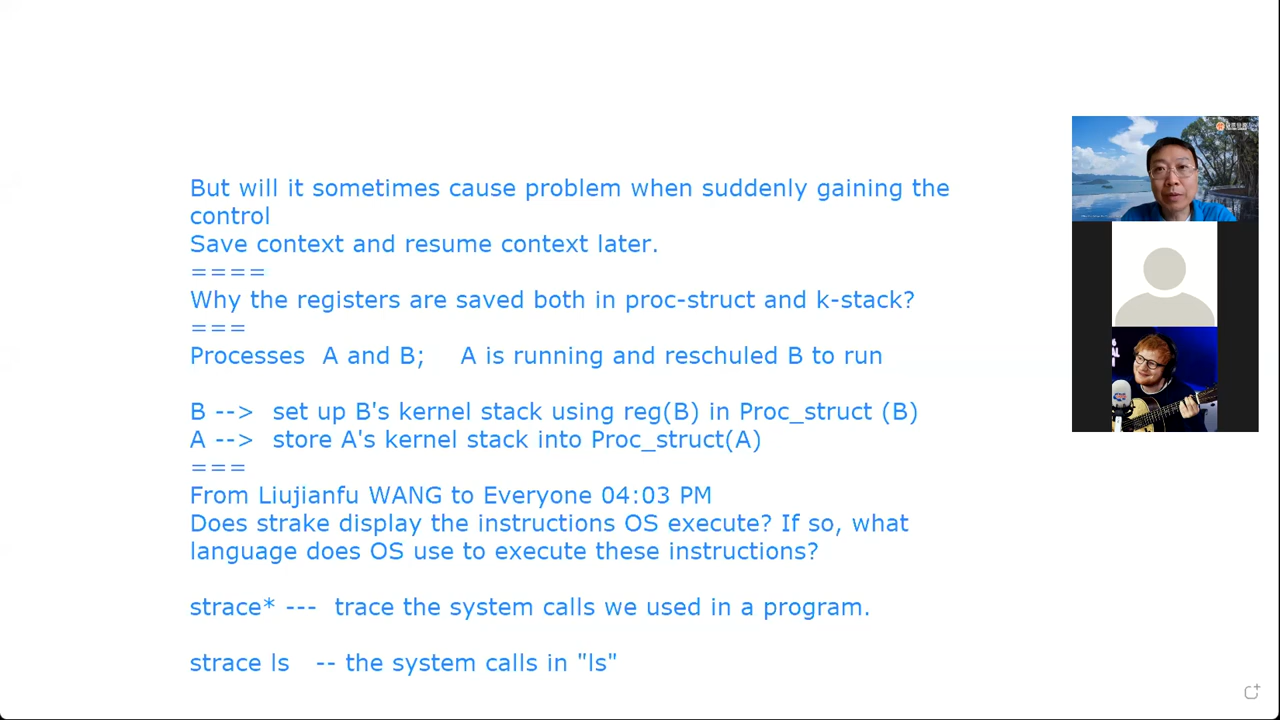 But will it sometimes cause problem when suddenly gaining the
control
Save context and resume context later.
====
Why the registers are saved both in proc-struct and k-stack?
===
Processes  A and B;    A is running and reschuled B to run
B -->  set up B's kernel stack using reg(B) in Proc_struct (B)
A -->  store A's kernel stack into Proc_struct(A)
===
From Liujianfu WANG to Everyone 04:03 PM
Does strake display the instructions OS execute? If so, what
language does OS use to execute these instructions?
strace* ---  trace the system calls we used in a program.
strace ls   -- the system calls in "ls"